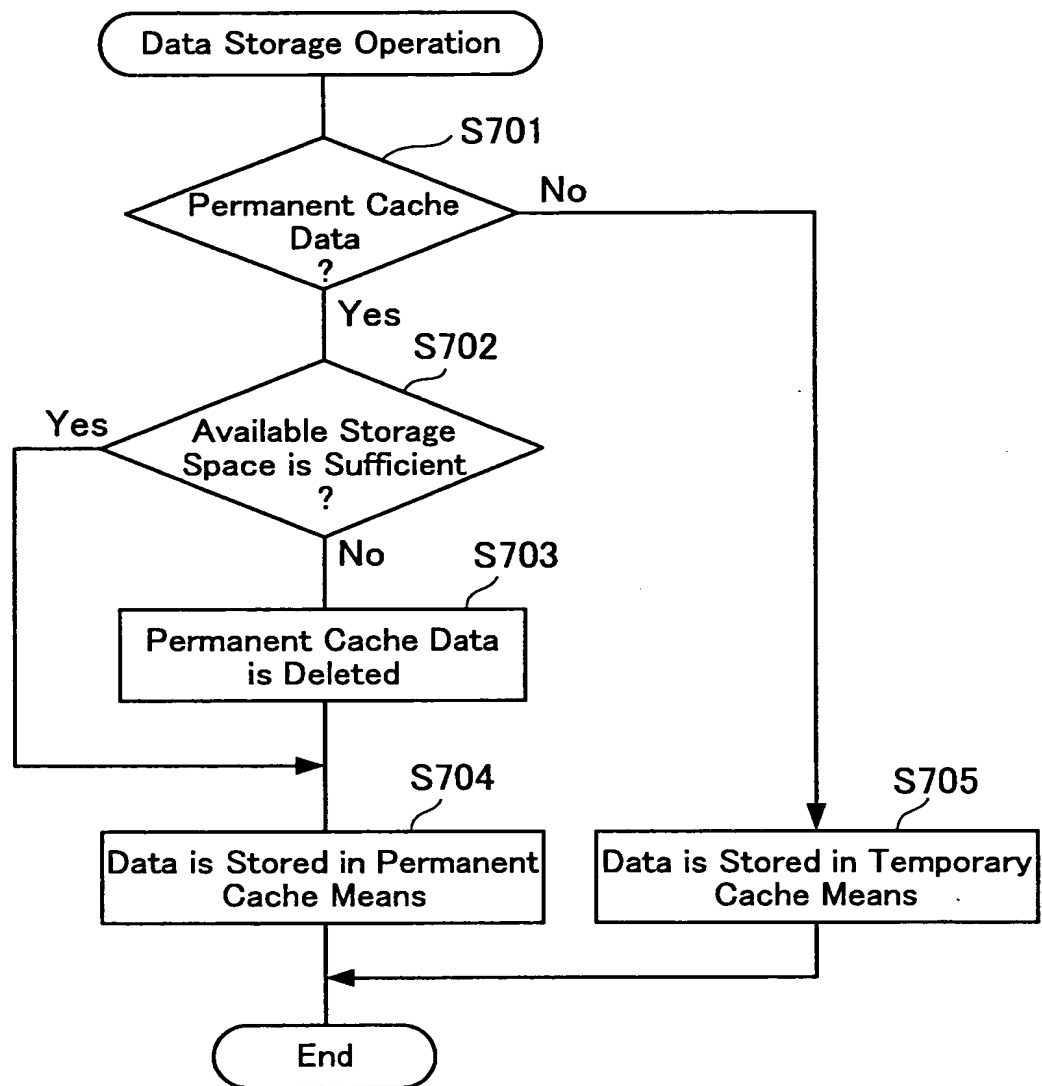 Data Storage Operation
S701
Permanent Cache
Data
?
No
Yes
S702
Yes
Available Storage
Space is Sufficient
?
No
S703
Permanent Cache Data
is Deleted
S704
Data is Stored in Permanent
Cache Means
S705
Data is Stored in Temporary
Cache Means
End